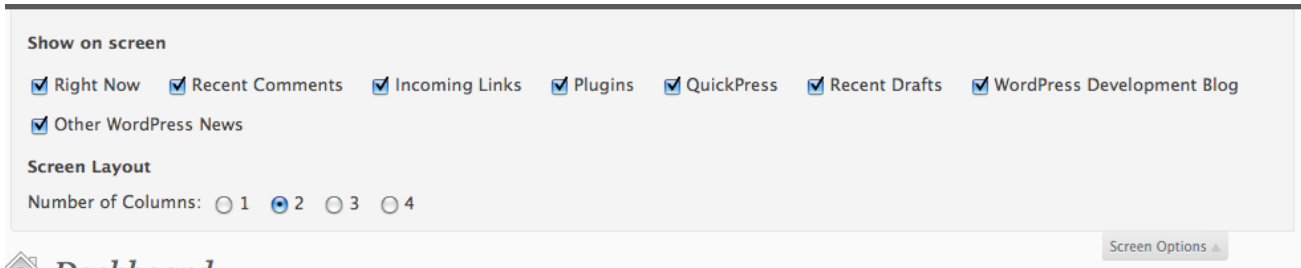 Show on screen
Right Now Recent Comments Incoming Links Plugins QuickPress Recent Drafts WordPress Development Blog
Other WordPress News
Screen Layout
Number of Columns: 1 2 3 4
Screen Options
Dashboard